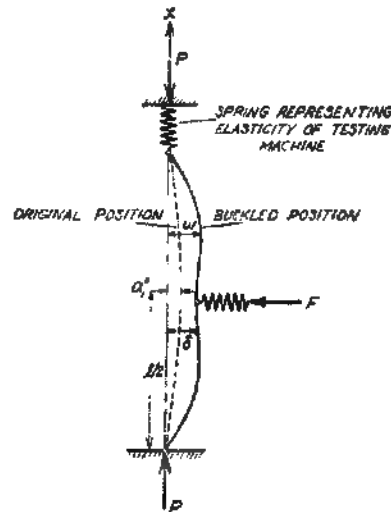 X
P
SPRING REPRESENTING
ELASTICITY OF TESTING
MACHINE
ORIGINAL POSITION
BUCKLED POSITION
ω
F
δ
l/2
P